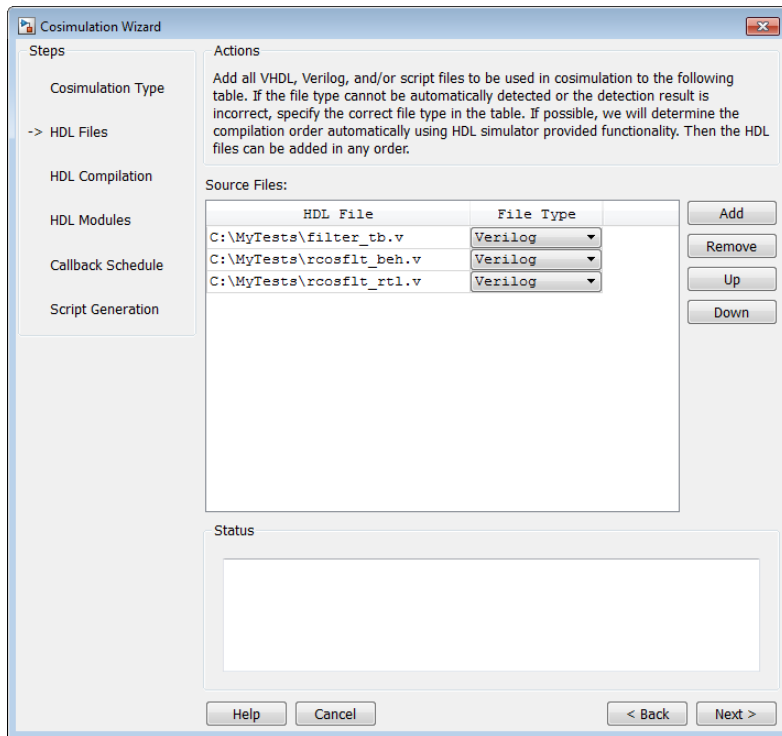 Cosimulation Wizard
Steps
Cosimulation Type
-> HDL Files
HDL Compilation
HDL Modules
Callback Schedule
Script Generation
Actions
Add all VHDL, Verilog, and/or script files to be used in cosimulation to the following
table. If the file type cannot be automatically detected or the detection result is
incorrect, specify the correct file type in the table. If possible, we will determine the
compilation order automatically using HDL simulator provided functionality. Then the HDL
files can be added in any order.
Source Files:
HDL File File Type
C:\MyTests\filter_tb.v Verilog
C:\MyTests\rcosflt_beh.v Verilog
C:\MyTests\rcosflt_rtl.v Verilog
Add
Remove
Up
Down
Status
Help Cancel < Back Next >